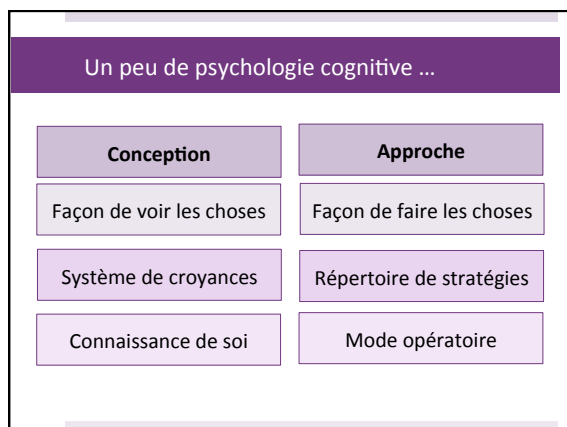 Un peu de psychologie cognitive …
Conception
Approche
Façon de voir les choses
Façon de faire les choses
Système de croyances
Répertoire de stratégies
Connaissance de soi
Mode opératoire